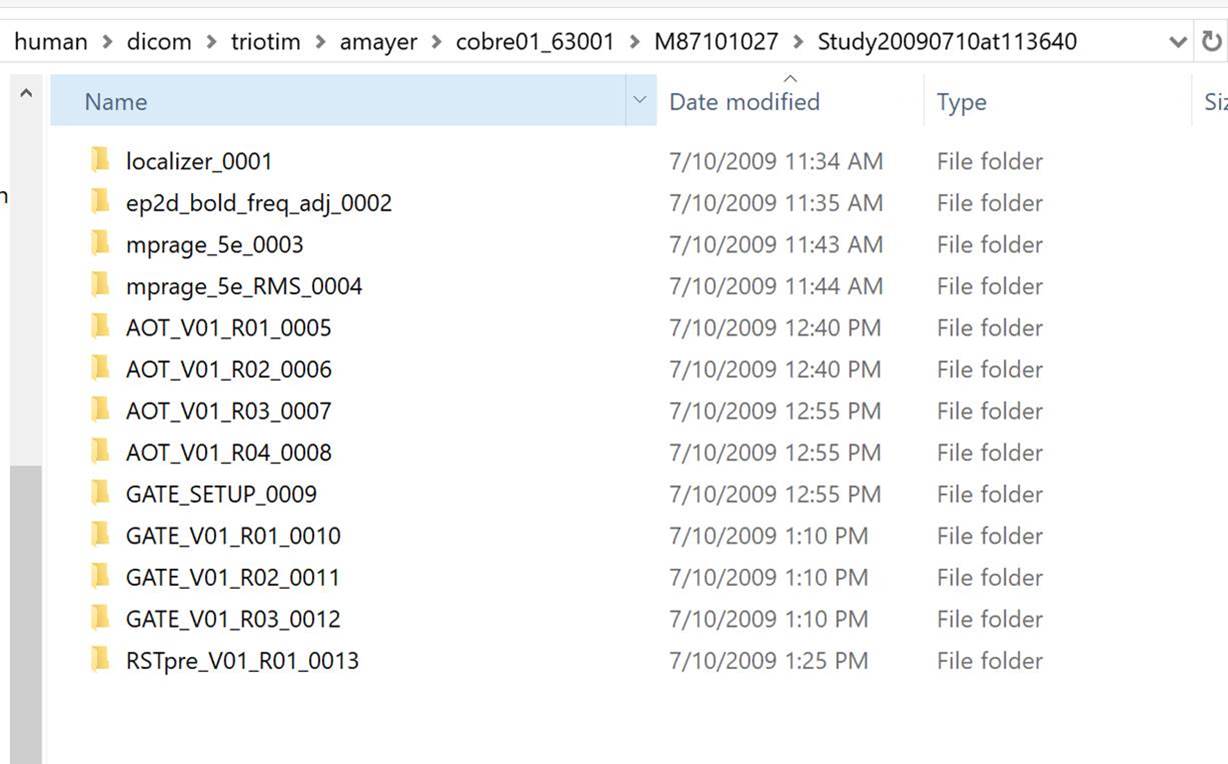 human > dicom > triotim > amayer > cobre01_63001 > M87101027 > Study20090710at113640
Name Date modified Type
localizer_0001 7/10/2009 11:34 AM File folder
ep2d_bold_freq_adj_0002 7/10/2009 11:35 AM File folder
mprage_5e_0003 7/10/2009 11:43 AM File folder
mprage_5e_RMS_0004 7/10/2009 11:44 AM File folder
AOT_V01_R01_0005 7/10/2009 12:40 PM File folder
AOT_V01_R02_0006 7/10/2009 12:40 PM File folder
AOT_V01_R03_0007 7/10/2009 12:55 PM File folder
AOT_V01_R04_0008 7/10/2009 12:55 PM File folder
GATE_SETUP_0009 7/10/2009 12:55 PM File folder
GATE_V01_R01_0010 7/10/2009 1:10 PM File folder
GATE_V01_R02_0011 7/10/2009 1:10 PM File folder
GATE_V01_R03_0012 7/10/2009 1:10 PM File folder
RSTpre_V01_R01_0013 7/10/2009 1:25 PM File folder